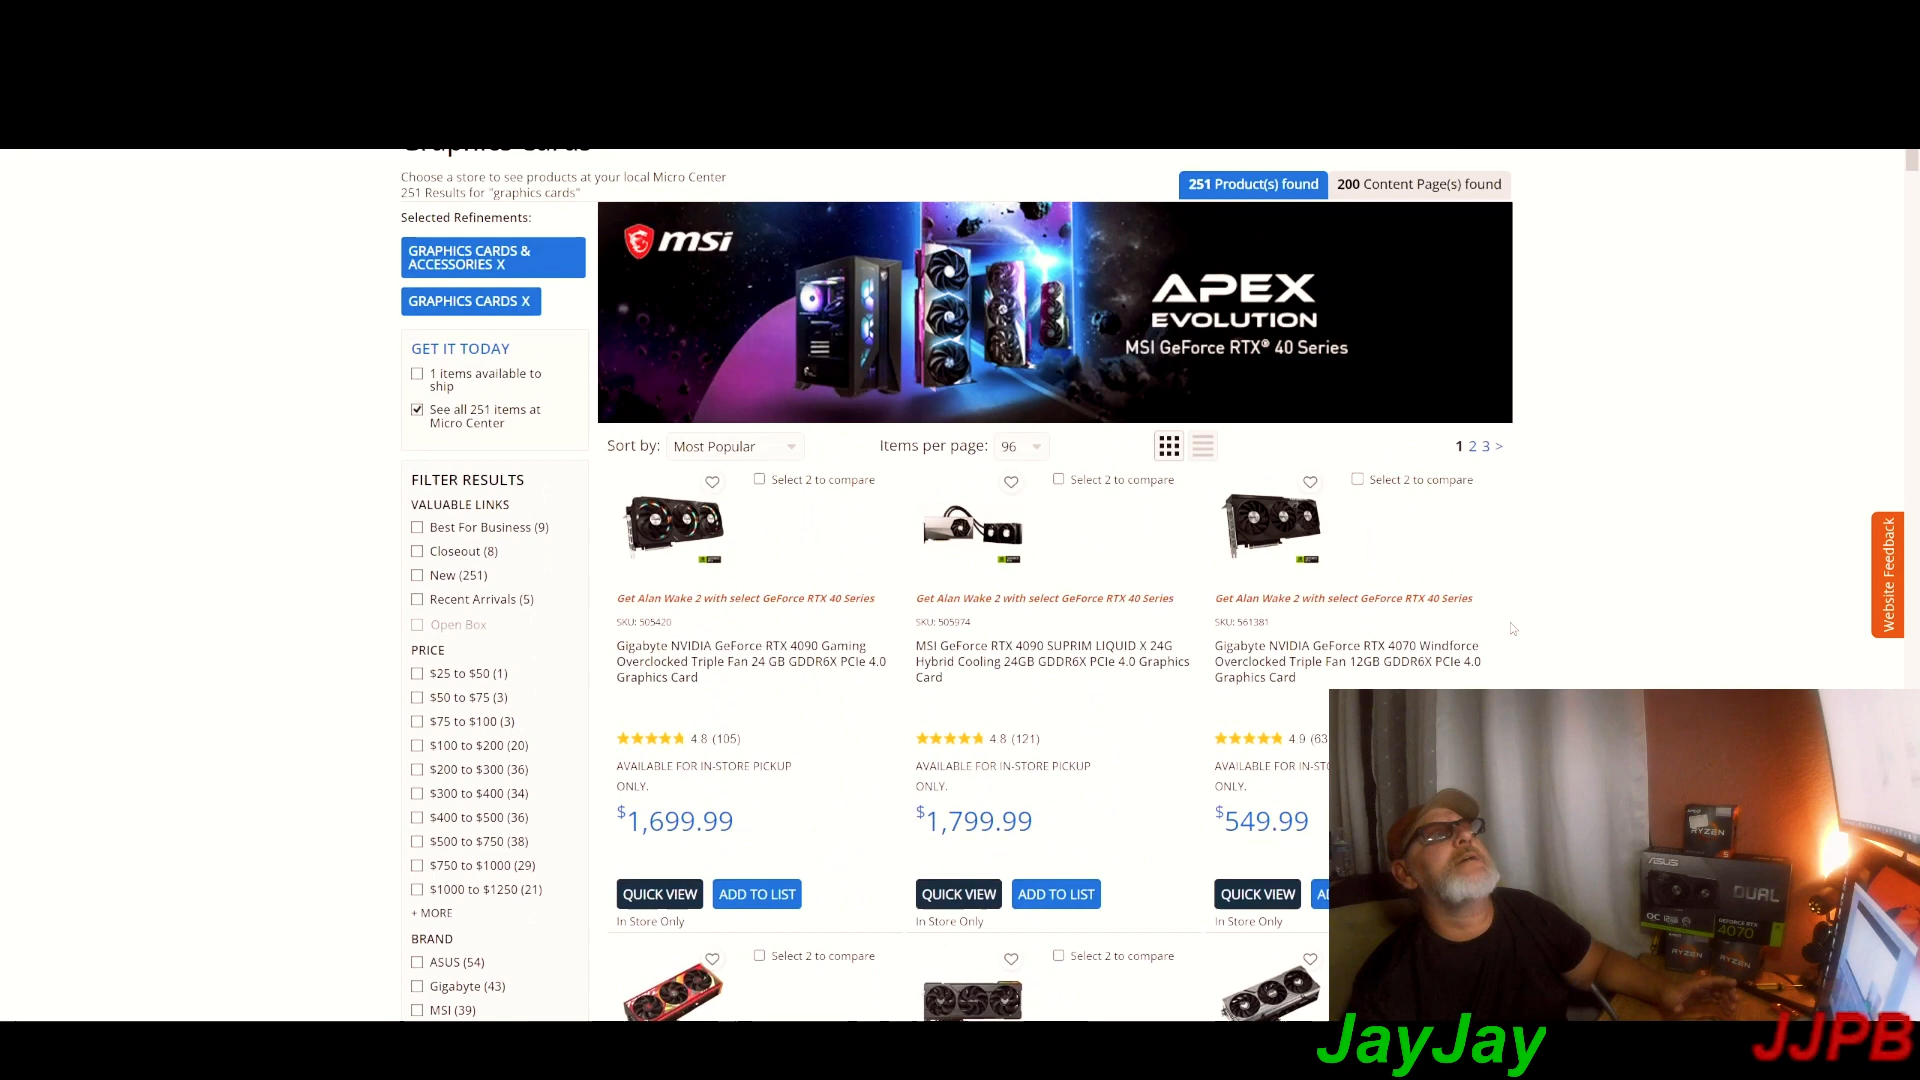 Graphics Cards
Choose a store to see products at your local Micro Center
251 Results for "graphics cards"
251 Product(s) found
200 Content Page(s) found
Selected Refinements:
GRAPHICS CARDS &
ACCESSORIES X
GRAPHICS CARDS X
GET IT TODAY
1 items available to
ship
See all 251 items at
Micro Center
FILTER RESULTS
VALUABLE LINKS
Best For Business (9)
Closeout (8)
New (251)
Recent Arrivals (5)
Open Box
PRICE
$25 to $50 (1)
$50 to $75 (3)
$75 to $100 (3)
$100 to $200 (20)
$200 to $300 (36)
$300 to $400 (34)
$400 to $500 (36)
$500 to $750 (38)
$750 to $1000 (29)
$1000 to $1250 (21)
+ MORE
BRAND
ASUS (54)
Gigabyte (43)
MSI (39)
msi
APEX
EVOLUTION
MSI GeForce RTX® 40 Series
Sort by: Most Popular
Items per page: 96
1 2 3 >
Select 2 to compare
Get Alan Wake 2 with select GeForce RTX 40 Series
SKU: 505420
Gigabyte NVIDIA GeForce RTX 4090 Gaming
Overclocked Triple Fan 24 GB GDDR6X PCIe 4.0
Graphics Card
4.8 (105)
AVAILABLE FOR IN-STORE PICKUP
ONLY.
$1,699.99
QUICK VIEW
ADD TO LIST
In Store Only
Select 2 to compare
Get Alan Wake 2 with select GeForce RTX 40 Series
SKU: 505974
MSI GeForce RTX 4090 SUPRIM LIQUID X 24G
Hybrid Cooling 24GB GDDR6X PCIe 4.0 Graphics
Card
4.8 (121)
AVAILABLE FOR IN-STORE PICKUP
ONLY.
$1,799.99
QUICK VIEW
ADD TO LIST
In Store Only
Select 2 to compare
Get Alan Wake 2 with select GeForce RTX 40 Series
SKU: 561381
Gigabyte NVIDIA GeForce RTX 4070 Windforce
Overclocked Triple Fan 12GB GDDR6X PCIe 4.0
Graphics Card
4.9 (63
AVAILABLE FOR IN-ST
ONLY.
$549.99
QUICK VIEW
In Store Only
Select 2 to compare
Select 2 to compare
Website Feedback
RYZEN
ASUS
DUAL
OC
GEFORCE RTX
4070
RYZEN
RYZEN
JayJay
JJPB